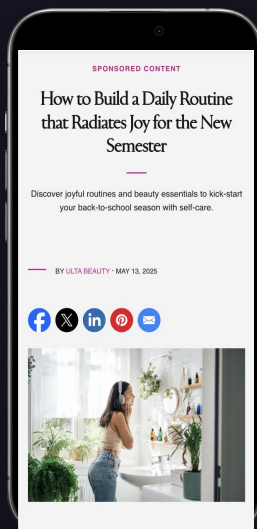 SPONSORED CONTENT
How to Build a Daily Routine
that Radiates Joy for the New
Semester
Discover joyful routines and beauty essentials to kick-start
your back-to-school season with self-care.
BY ULTA BEAUTY · MAY 13, 2025